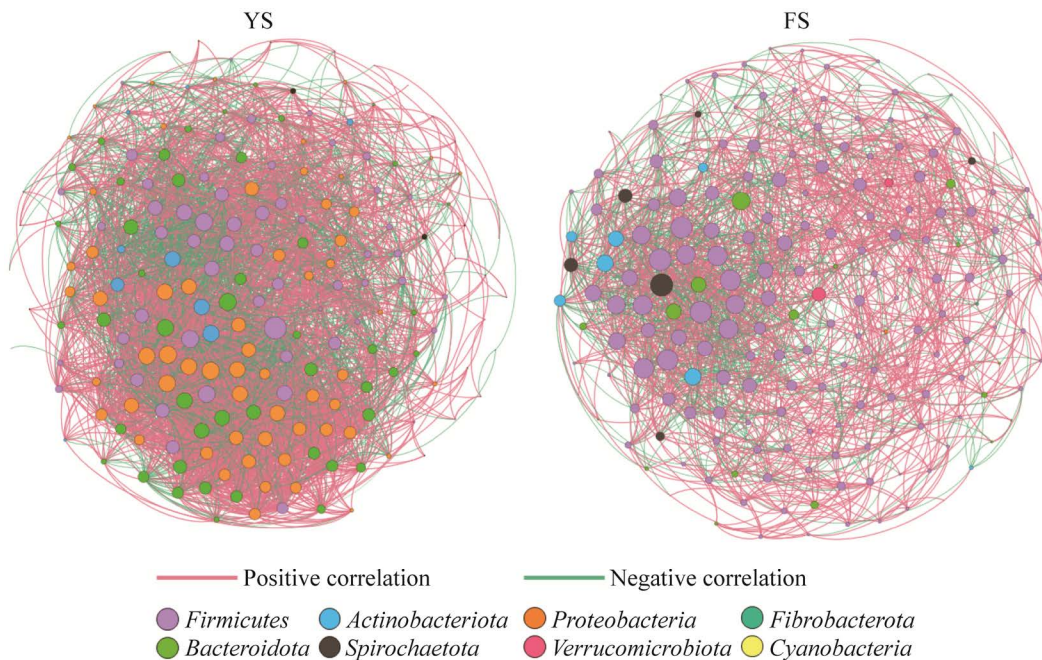 YS FS
Positive correlation Negative correlation
Firmicutes Actinobacteriota Proteobacteria Fibrobacterota
Bacteroidota Spirochaetota Verrucomicrobiota Cyanobacteria